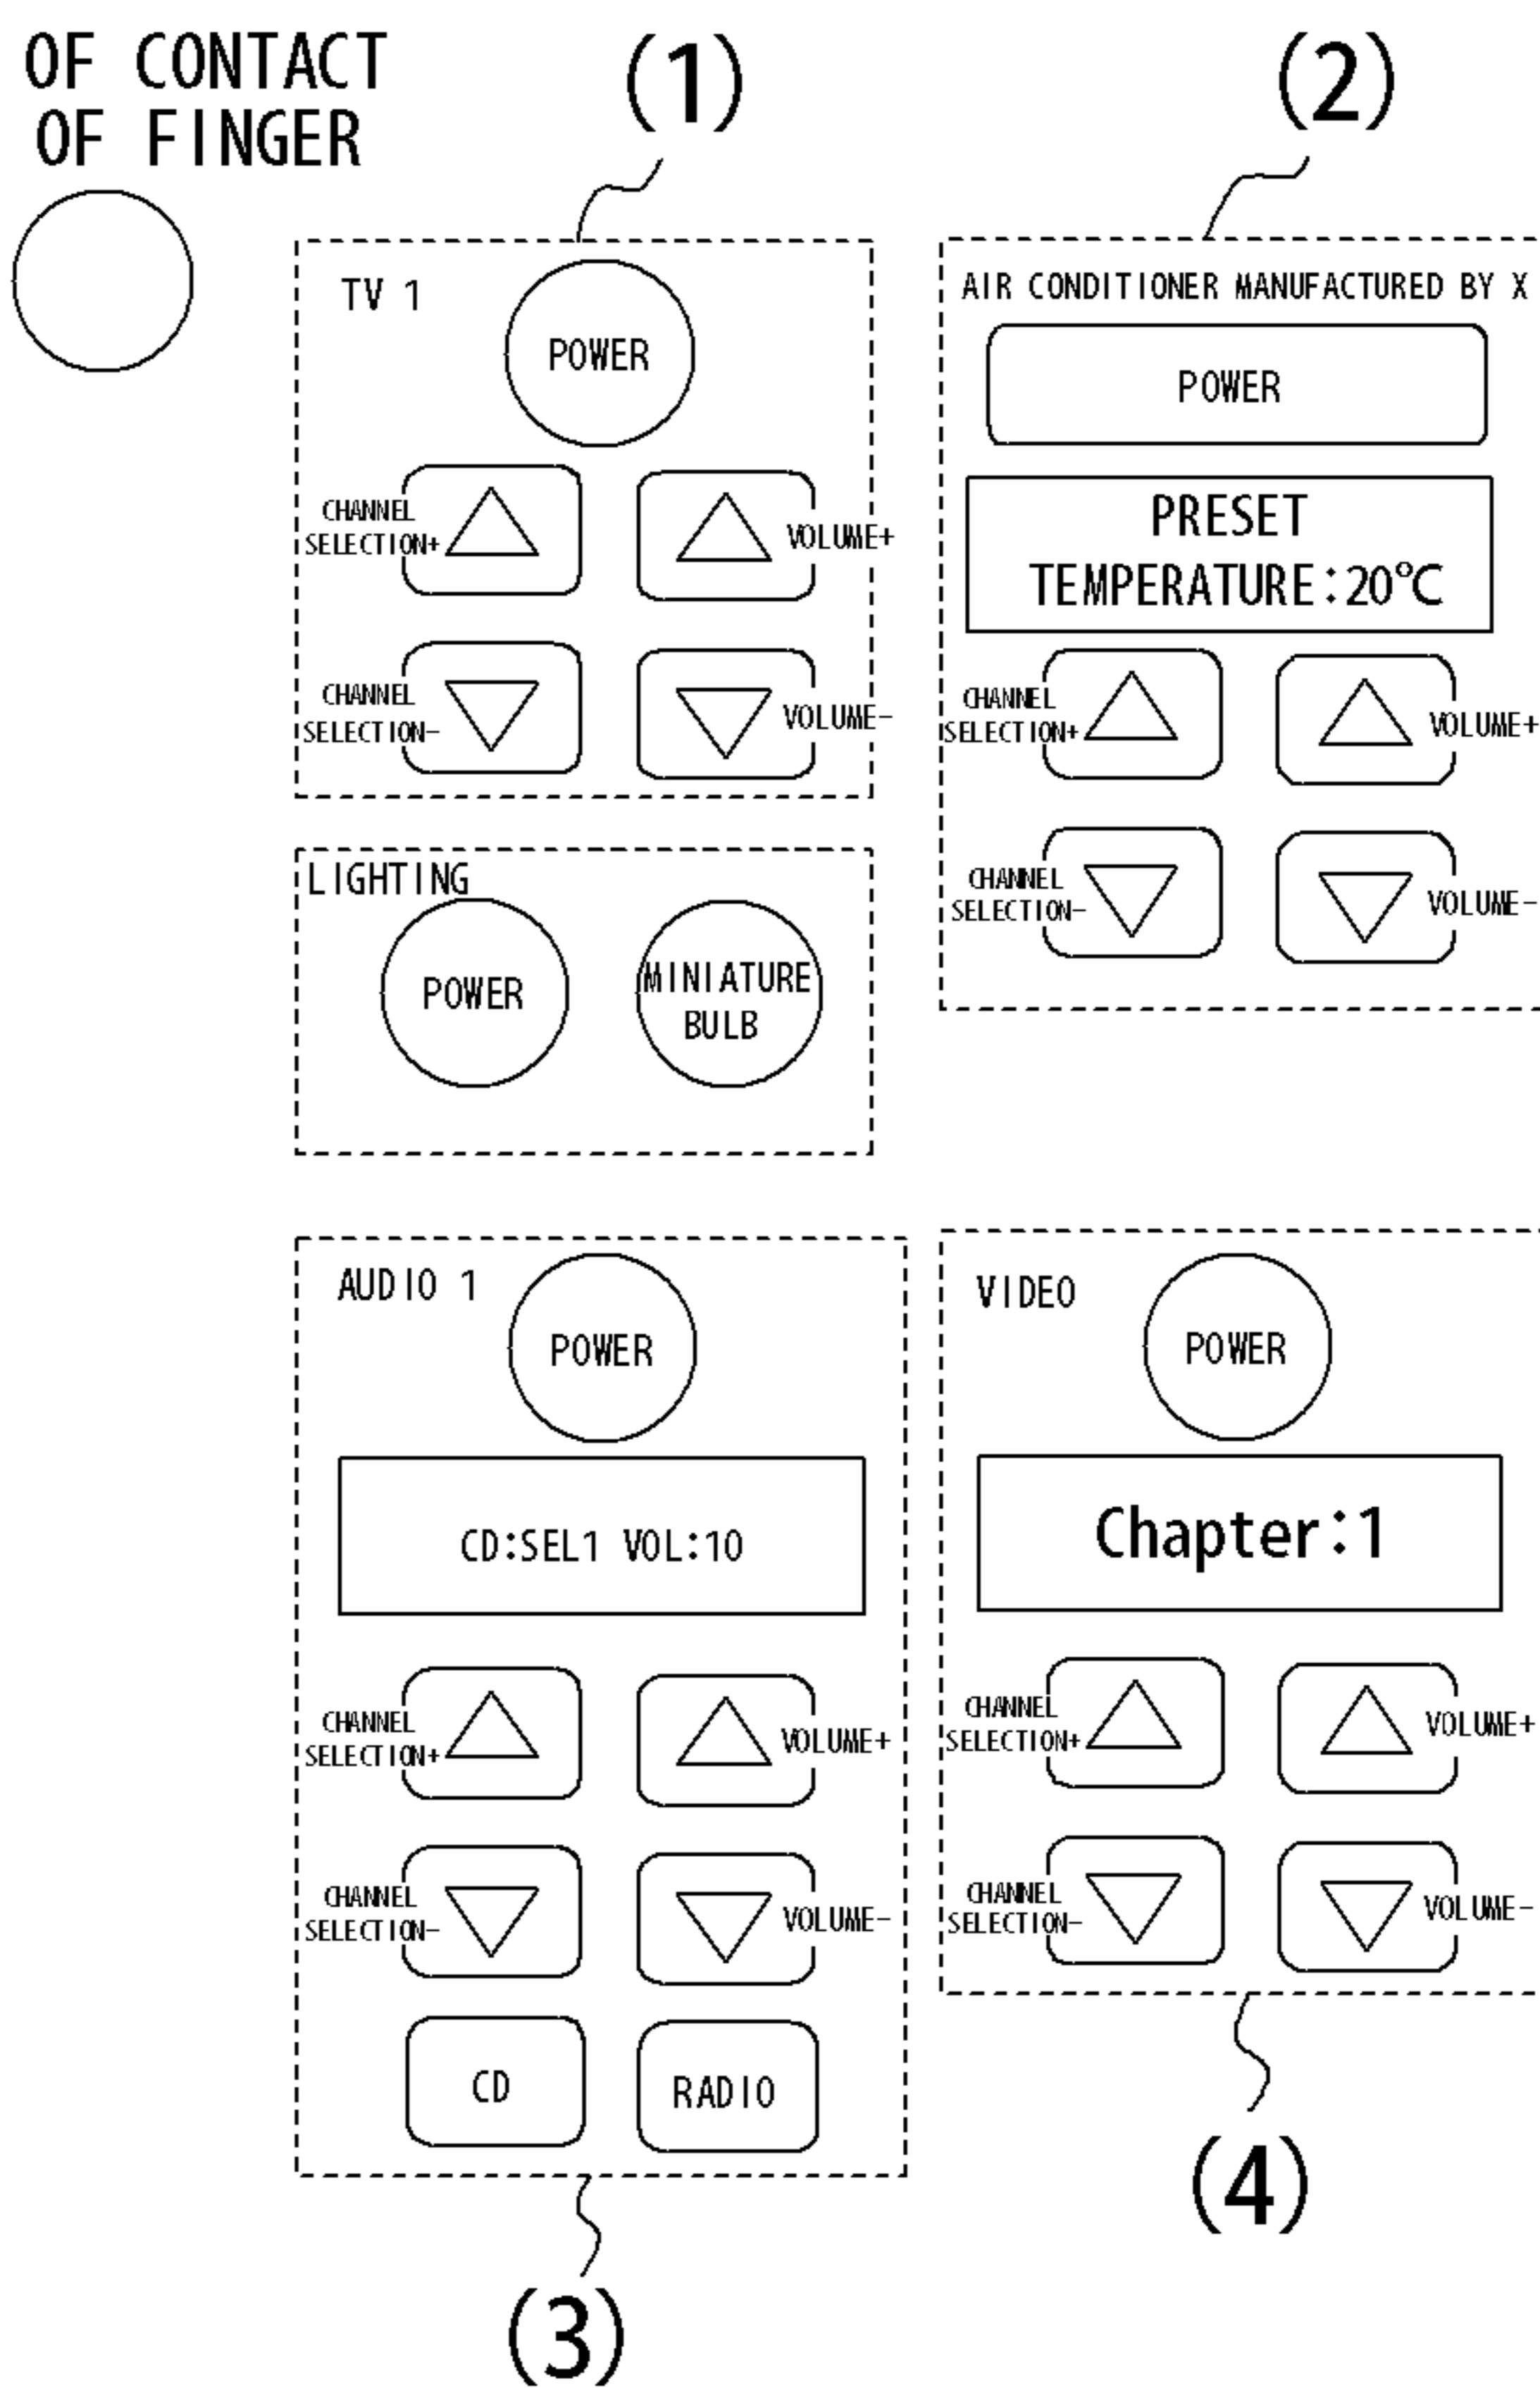 OF CONTACT
OF FINGER
(1)
(2)
TV 1
POWER
CHANNEL
SELECTION+
VOLUME+
CHANNEL
SELECTION-
VOLUME-
AIR CONDITIONER MANUFACTURED BY X
POWER
PRESET
TEMPERATURE:20℃
CHANNEL
SELECTION+
VOLUME+
CHANNEL
SELECTION-
VOLUME-
LIGHTING
POWER
MINIATURE
BULB
AUDIO 1
POWER
CD:SEL1 VOL:10
CHANNEL
SELECTION+
VOLUME+
CHANNEL
SELECTION-
VOLUME-
CD
RADIO
(3)
VIDEO
POWER
Chapter:1
CHANNEL
SELECTION+
VOLUME+
CHANNEL
SELECTION-
VOLUME-
(4)